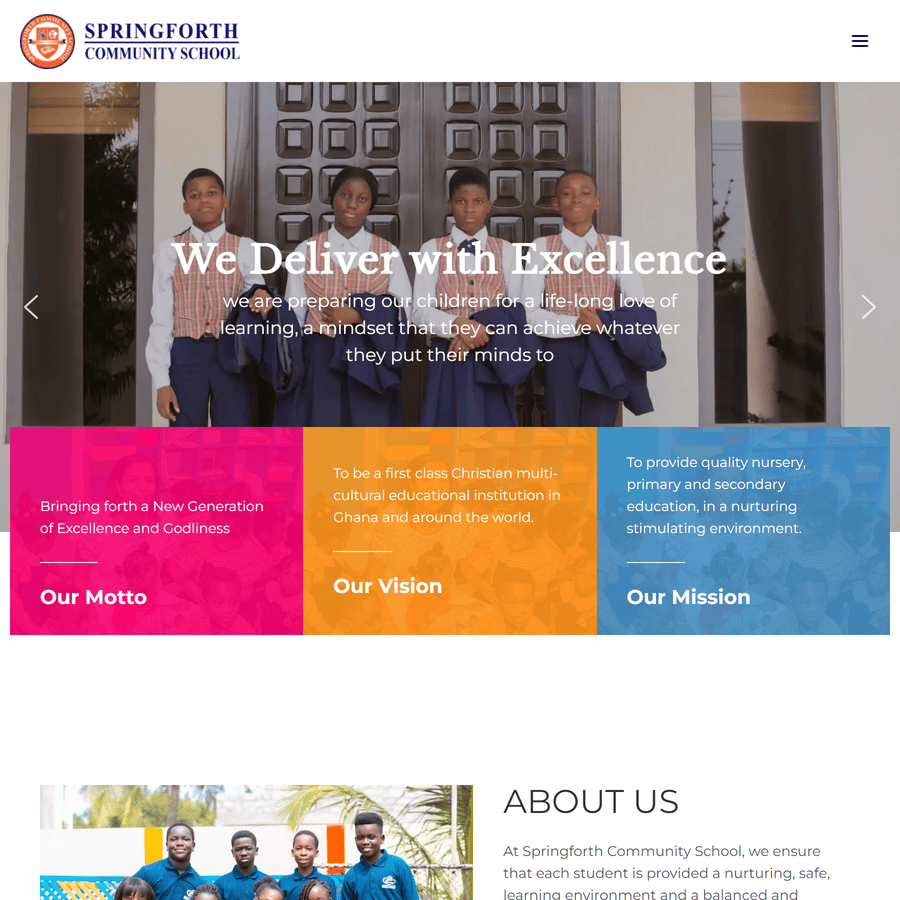 SPRINGFORTH
COMMUNITY SCHOOL
We Deliver with Excellence
we are preparing our children for a life-long love of
learning, a mindset that they can achieve whatever
they put their minds to
Bringing forth a New Generation
of Excellence and Godliness
Our Motto
To be a first class Christian multi-
cultural educational institution in
Ghana and around the world.
Our Vision
To provide quality nursery,
primary and secondary
education, in a nurturing
stimulating environment.
Our Mission
ABOUT US
At Springforth Community School, we ensure
that each student is provided a nurturing, safe,
learning environment and a balanced and